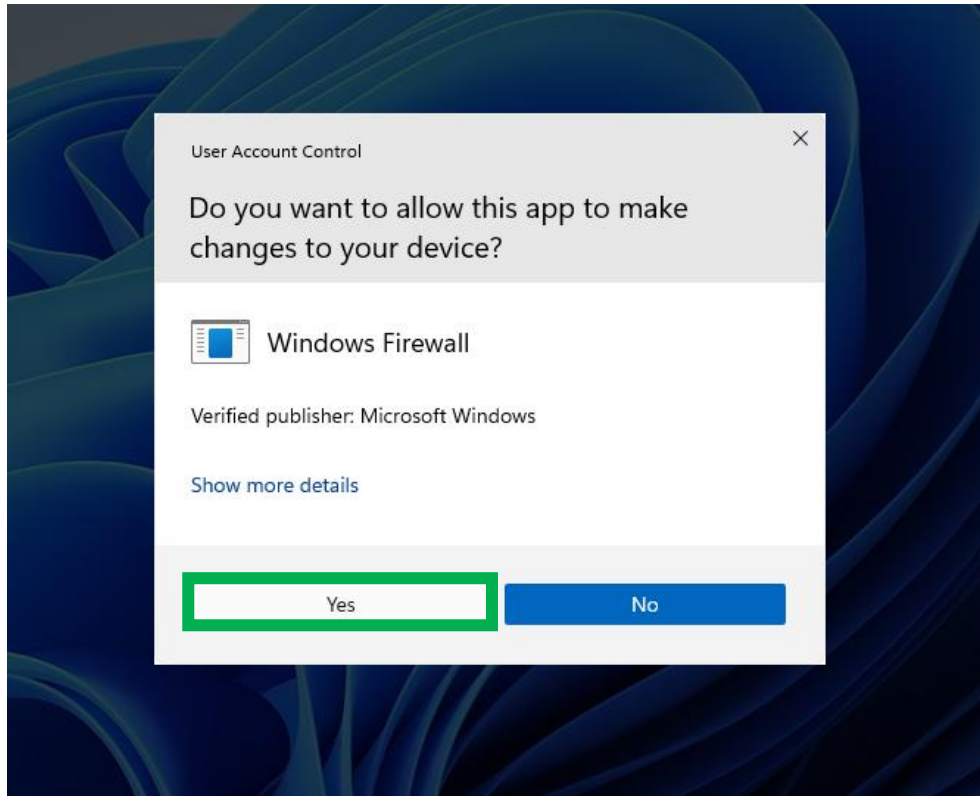 User Account Control
Do you want to allow this app to make
changes to your device?
Windows Firewall
Verified publisher: Microsoft Windows
Show more details
Yes
No